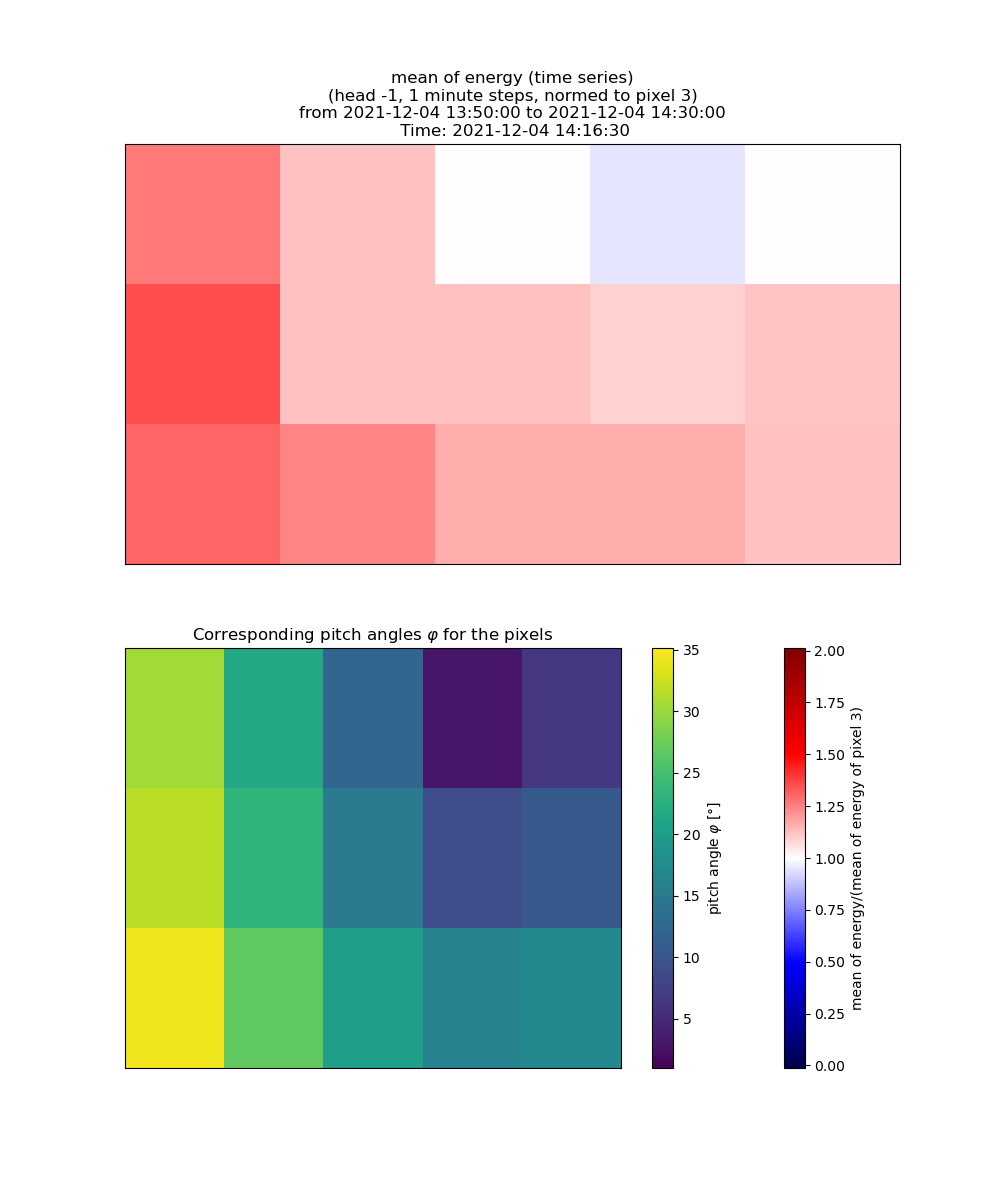 mean of energy (time series)
(head -1, 1 minute steps, normed to pixel 3)
from 2021-12-04 13:50:00 to 2021-12-04 14:30:00
Time: 2021-12-04 14:16:30
Corresponding pitch angles φ for the pixels
35
30
25
20
15
10
5
pitch angle φ [°]
2.00
1.75
1.50
1.25
1.00
0.75
0.50
0.25
0.00
mean of energy/(mean of energy of pixel 3)